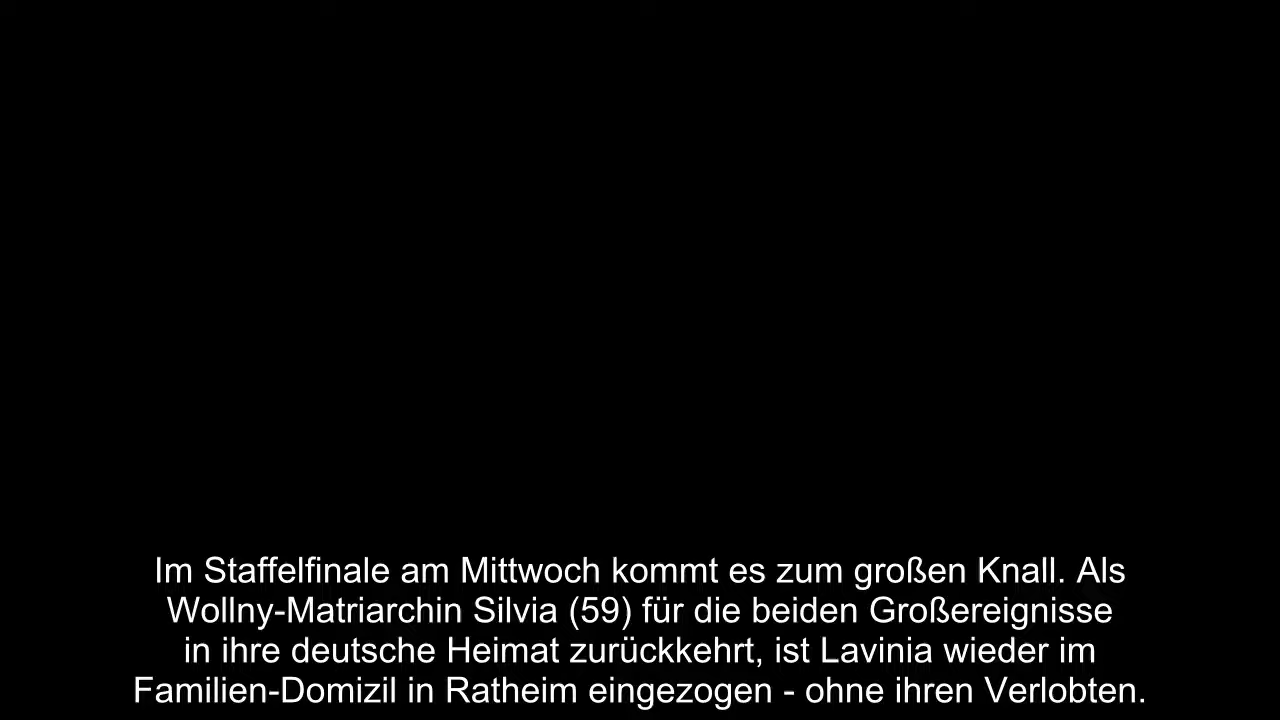 Im Staffelfinale am Mittwoch kommt es zum großen Knall. Als
Wollny-Matriarchin Silvia (59) für die beiden Großereignisse
in ihre deutsche Heimat zurückkehrt, ist Lavinia wieder im
Familien-Domizil in Ratheim eingezogen - ohne ihren Verlobten.